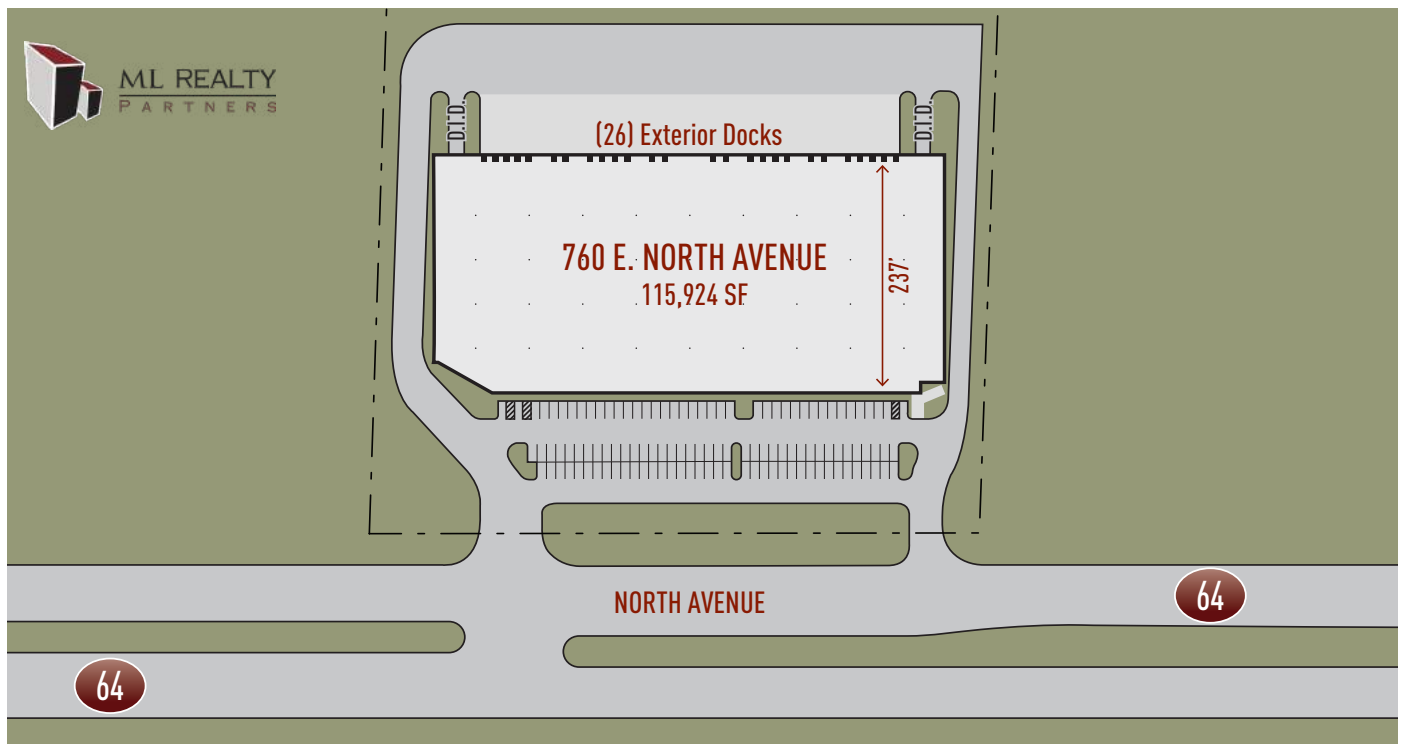 ML REALTY
PARTNERS
D.I.D.
D.I.D.
(26) Exterior Docks
760 E. NORTH AVENUE
115,924 SF
237'
NORTH AVENUE
64
64